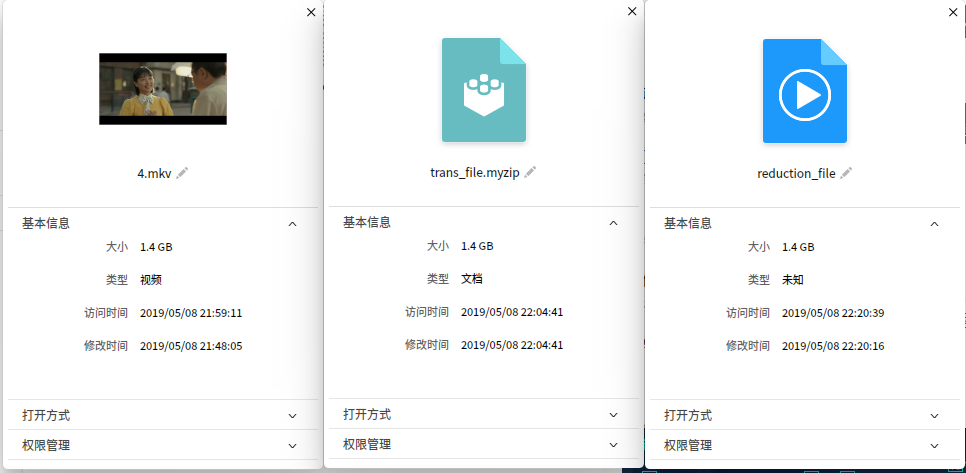 4.mkv
基本信息
大小 1.4 GB
类型 视频
访问时间 2019/05/08 21:59:11
修改时间 2019/05/08 21:48:05
打开方式
权限管理
trans_file.myzip
基本信息
大小 1.4 GB
类型 文档
访问时间 2019/05/08 22:04:41
修改时间 2019/05/08 22:04:41
打开方式
权限管理
reduction_file
基本信息
大小 1.4 GB
类型 未知
访问时间 2019/05/08 22:20:39
修改时间 2019/05/08 22:20:16
打开方式
权限管理